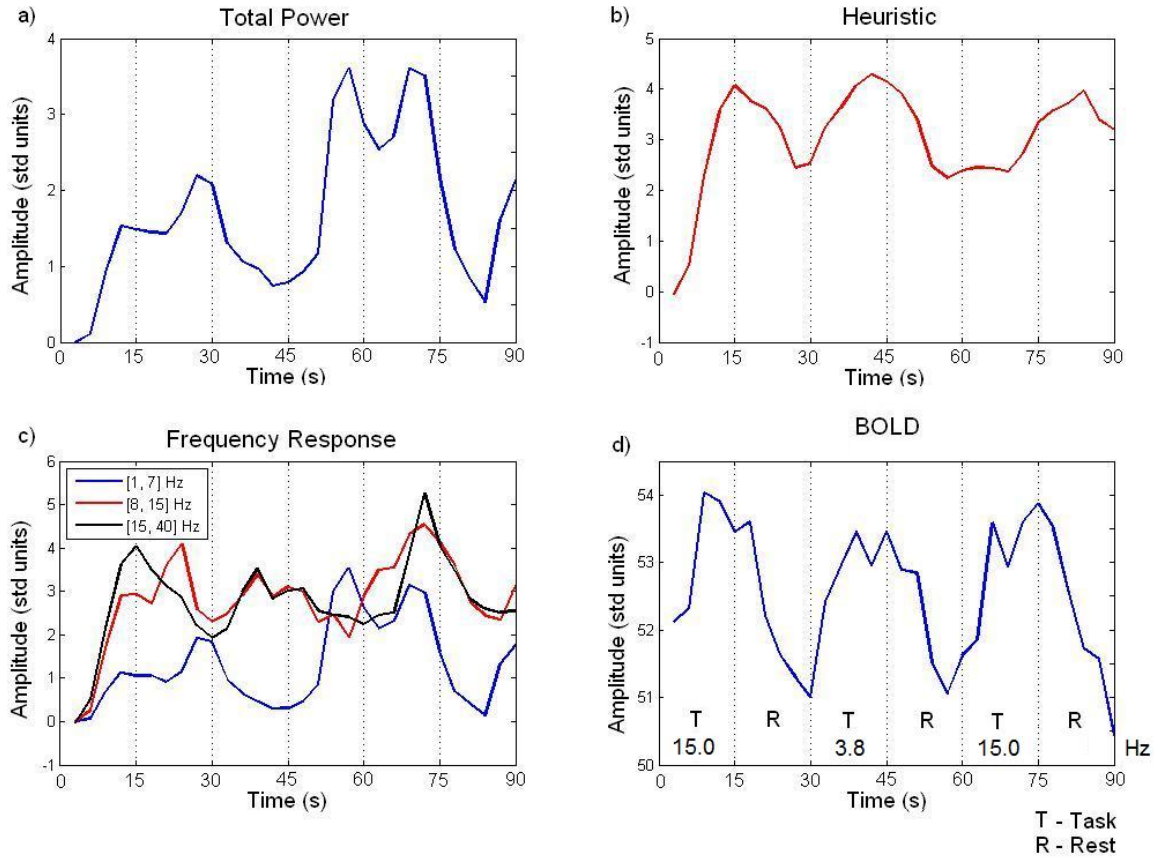 a)
Total Power
Amplitude (std units)
4
3
2
1
0
0 15 30 45 60 75 90
Time (s)
b)
Heuristic
Amplitude (std units)
5
4
3
2
1
0
-1
0 15 30 45 60 75 90
Time (s)
c)
Frequency Response
Amplitude (std units)
6
5
4
3
2
1
0
-1
[1, 7] Hz
[8, 15] Hz
[15, 40] Hz
0 15 30 45 60 75 90
Time (s)
d)
BOLD
Amplitude (std units)
54
53
52
51
50
T R T R T R
15.0 3.8 15.0 Hz
0 15 30 45 60 75 90
Time (s)
T - Task
R - Rest